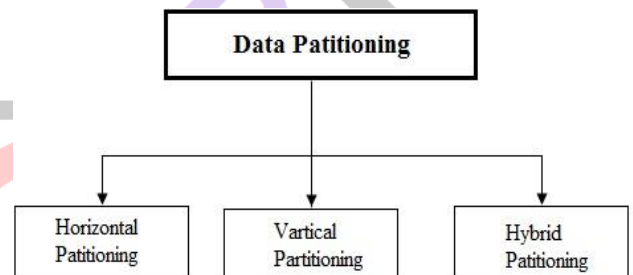 Data Patitioning
Horizontal
Patitioning
Vartical
Partitioning
Hybrid
Patitioning